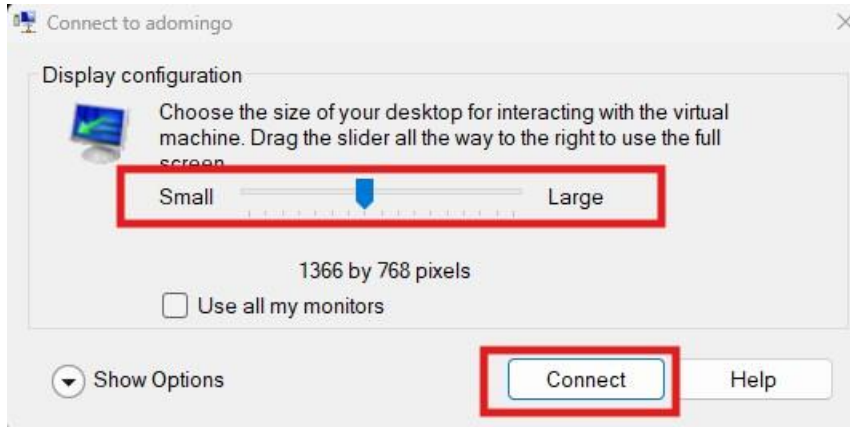 Connect to adomingo
Display configuration
Choose the size of your desktop for interacting with the virtual
machine. Drag the slider all the way to the right to use the full
screen
Small Large
1366 by 768 pixels
Use all my monitors
Show Options Connect Help